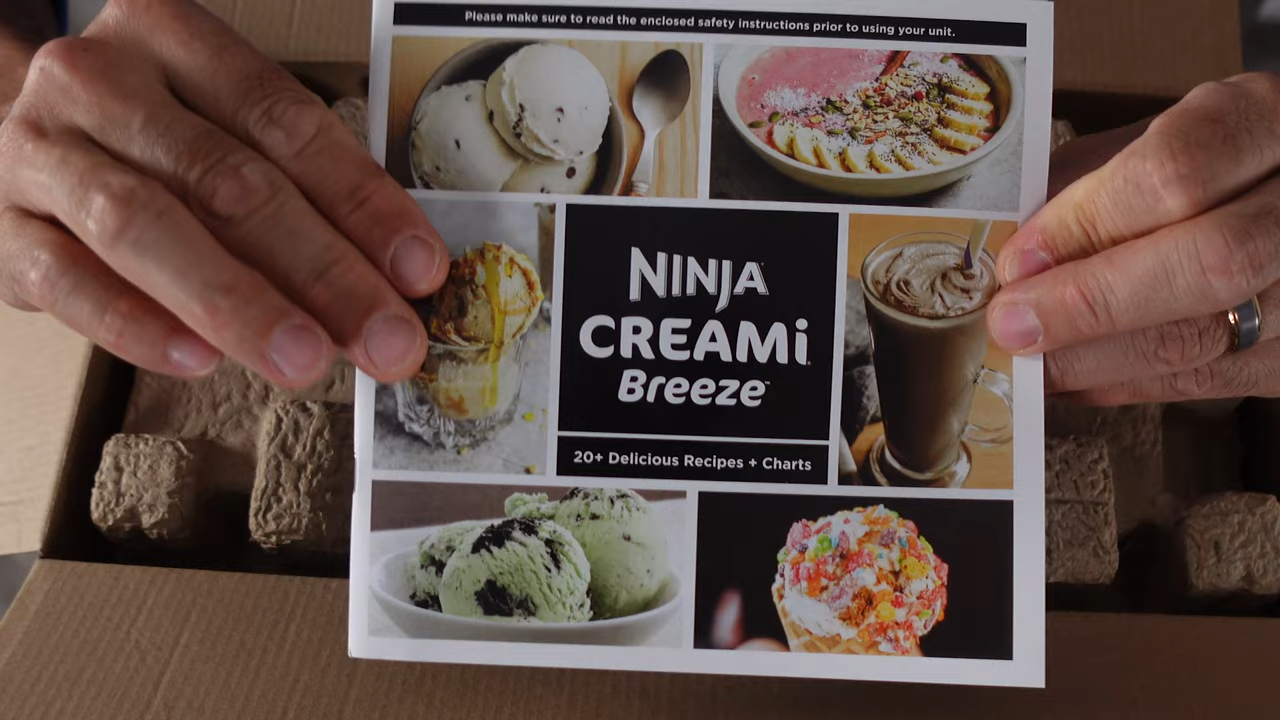 Please make sure to read the enclosed safety instructions prior to using your unit.
NINJA
CREAMi
Breeze™
20+ Delicious Recipes + Charts